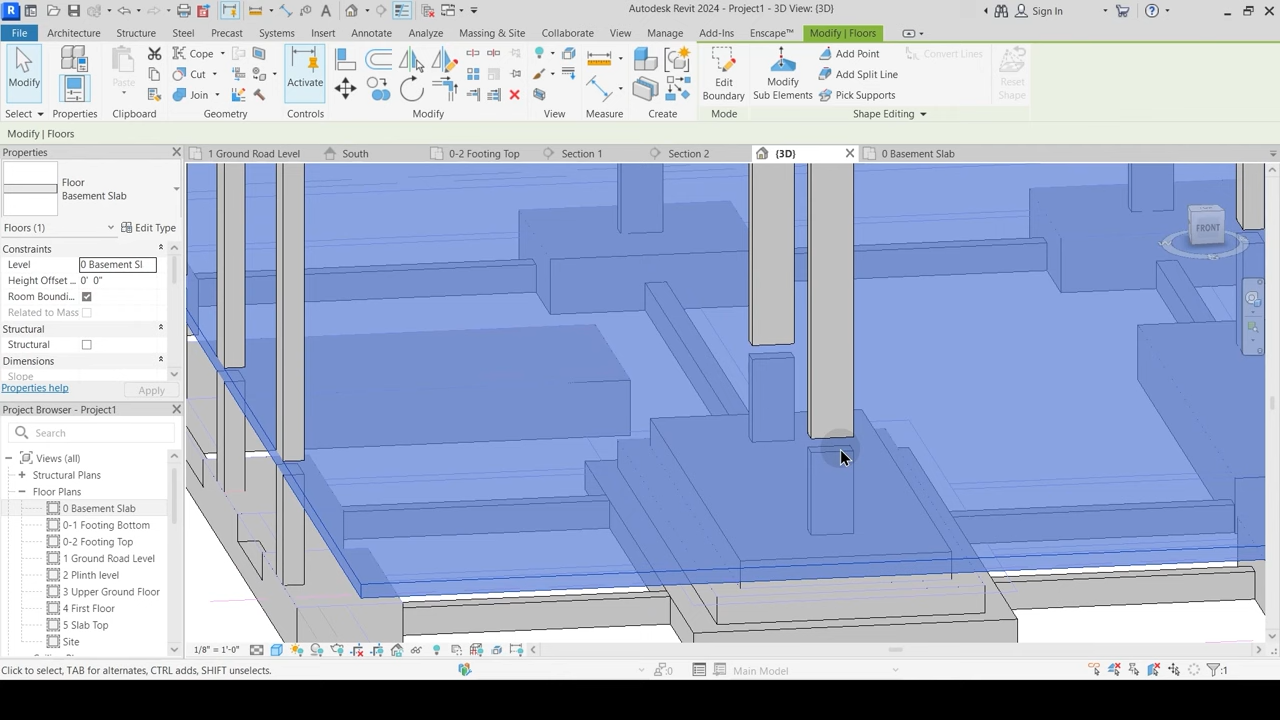 Autodesk Revit 2024 - Project1 - 3D View: {3D}
Sign In
File Architecture Structure Steel Precast Systems Insert Annotate Analyze Massing & Site Collaborate View Manage Add-Ins Enscape™ Modify | Floors
Modify
Paste
Cope
Cut
Join
Activate
Edit
Boundary
Modify
Sub Elements
Add Point
Add Split Line
Pick Supports
Convert Lines
Reset
Shape
Select Properties Clipboard Geometry Controls Modify View Measure Create Mode Shape Editing
Modify | Floors
Properties
1 Ground Road Level South 0-2 Footing Top Section 1 Section 2 {3D} 0 Basement Slab
Floor
Basement Slab
Floors (1) Edit Type
Constraints
Level 0 Basement Sl
Height Offset ... 0' 0"
Room Boundi...
Related to Mass
Structural
Structural
Dimensions
Slope
Properties help Apply
FRONT
Project Browser - Project1
Search
Views (all)
Structural Plans
Floor Plans
0 Basement Slab
0-1 Footing Bottom
0-2 Footing Top
1 Ground Road Level
2 Plinth level
3 Upper Ground Floor
4 First Floor
5 Slab Top
Site
1/8" = 1'-0"
Click to select, TAB for alternates, CTRL adds, SHIFT unselects.
:0
Main Model
:1